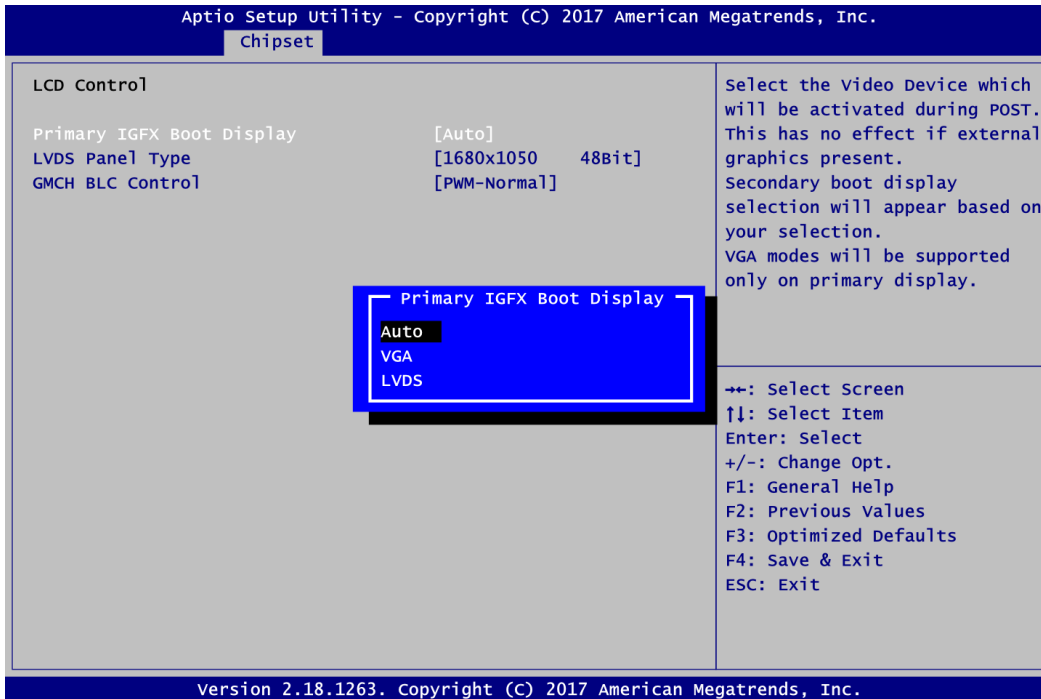 Aptio Setup Utility - Copyright (C) 2017 American Megatrends, Inc.
Chipset
LCD Control
Primary IGFX Boot Display [Auto]
LVDS Panel Type [1680x1050 48Bit]
GMCH BLC Control [PWM-Normal]
Primary IGFX Boot Display
Auto
VGA
LVDS
Select the Video Device which
will be activated during POST.
This has no effect if external
graphics present.
Secondary boot display
selection will appear based on
your selection.
VGA modes will be supported
only on primary display.
→←: Select Screen
↑↓: Select Item
Enter: Select
+/-: Change Opt.
F1: General Help
F2: Previous Values
F3: Optimized Defaults
F4: Save & Exit
ESC: Exit
Version 2.18.1263. Copyright (C) 2017 American Megatrends, Inc.